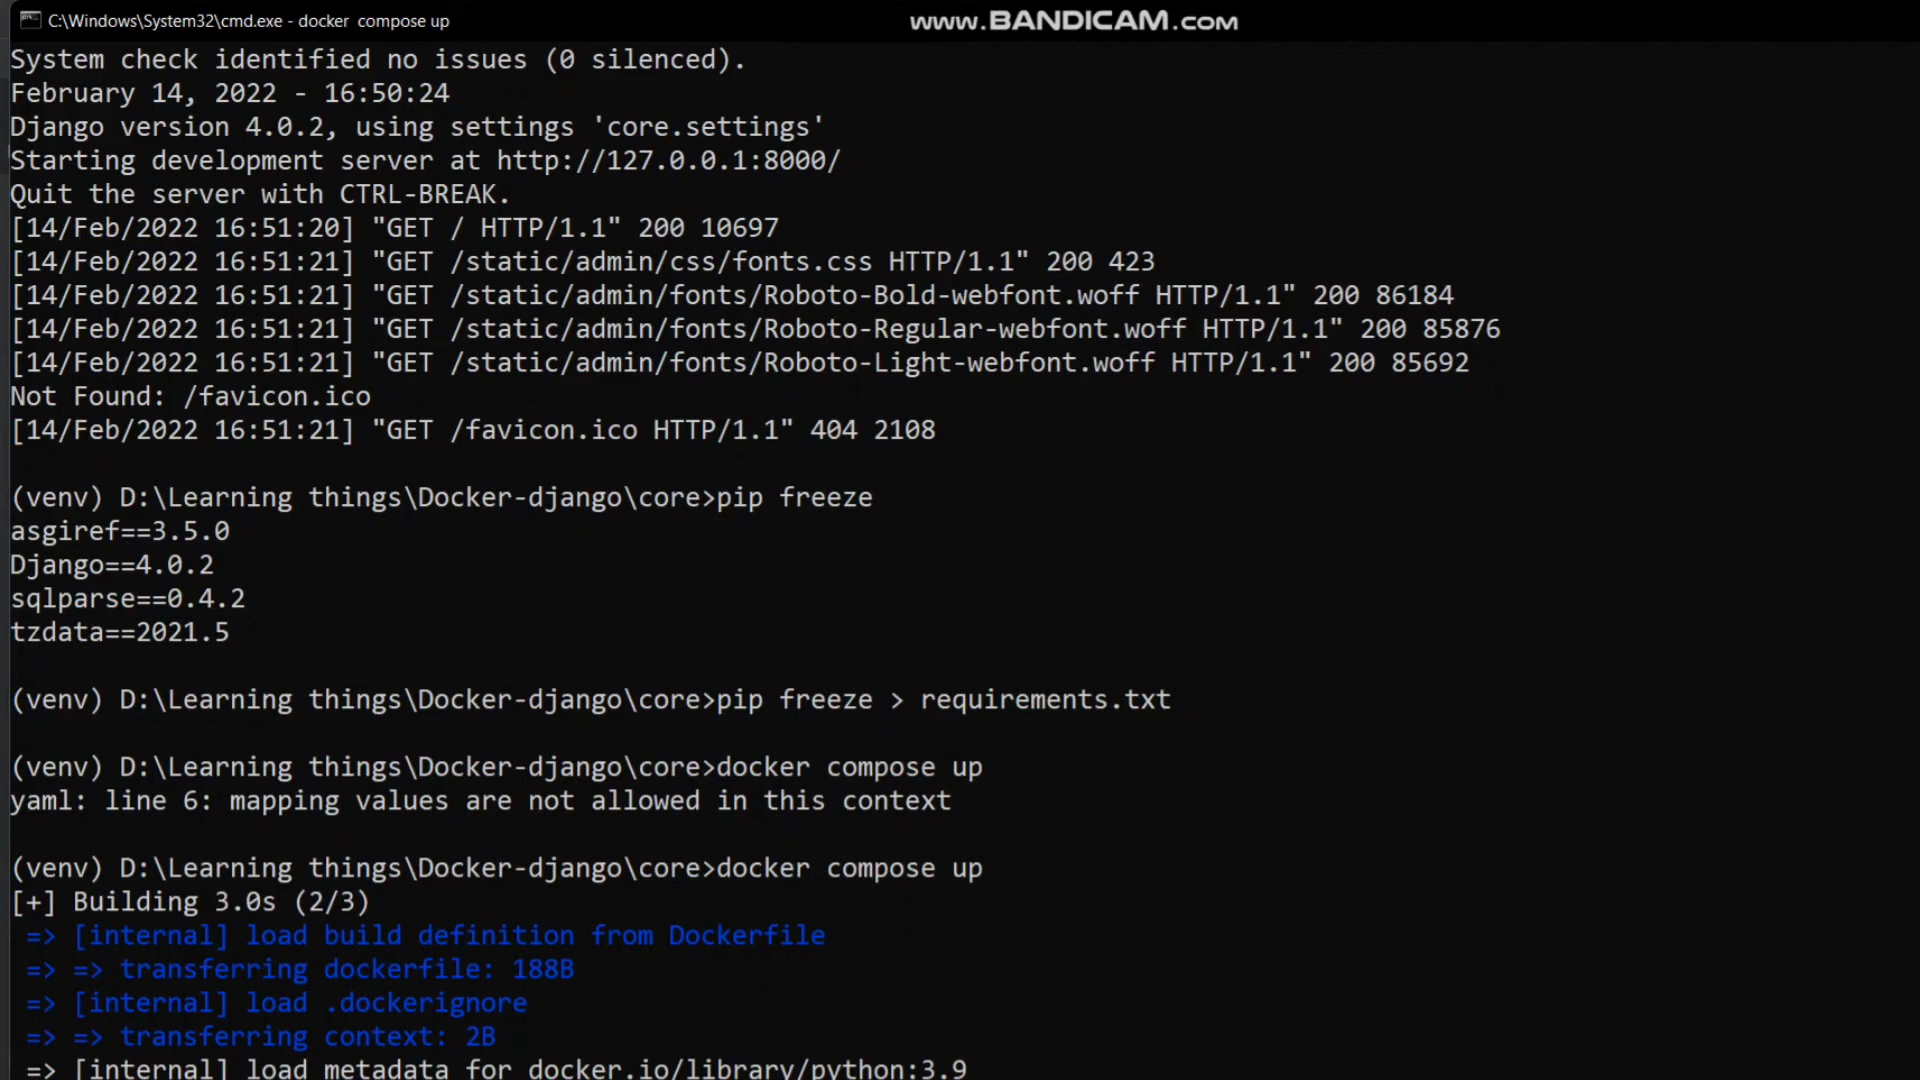 C:\Windows\System32\cmd.exe - docker  compose up
www.BANDICAM.com
System check identified no issues (0 silenced).
February 14, 2022 - 16:50:24
Django version 4.0.2, using settings 'core.settings'
Starting development server at http://127.0.0.1:8000/
Quit the server with CTRL-BREAK.
[14/Feb/2022 16:51:20] "GET / HTTP/1.1" 200 10697
[14/Feb/2022 16:51:21] "GET /static/admin/css/fonts.css HTTP/1.1" 200 423
[14/Feb/2022 16:51:21] "GET /static/admin/fonts/Roboto-Bold-webfont.woff HTTP/1.1" 200 86184
[14/Feb/2022 16:51:21] "GET /static/admin/fonts/Roboto-Regular-webfont.woff HTTP/1.1" 200 85876
[14/Feb/2022 16:51:21] "GET /static/admin/fonts/Roboto-Light-webfont.woff HTTP/1.1" 200 85692
Not Found: /favicon.ico
[14/Feb/2022 16:51:21] "GET /favicon.ico HTTP/1.1" 404 2108
(venv) D:\Learning things\Docker-django\core>pip freeze
asgiref==3.5.0
Django==4.0.2
sqlparse==0.4.2
tzdata==2021.5
(venv) D:\Learning things\Docker-django\core>pip freeze > requirements.txt
(venv) D:\Learning things\Docker-django\core>docker compose up
yaml: line 6: mapping values are not allowed in this context
(venv) D:\Learning things\Docker-django\core>docker compose up
[+] Building 3.0s (2/3)
=> [internal] load build definition from Dockerfile
=> => transferring dockerfile: 188B
=> [internal] load .dockerignore
=> => transferring context: 2B
=> [internal] load metadata for docker.io/library/python:3.9